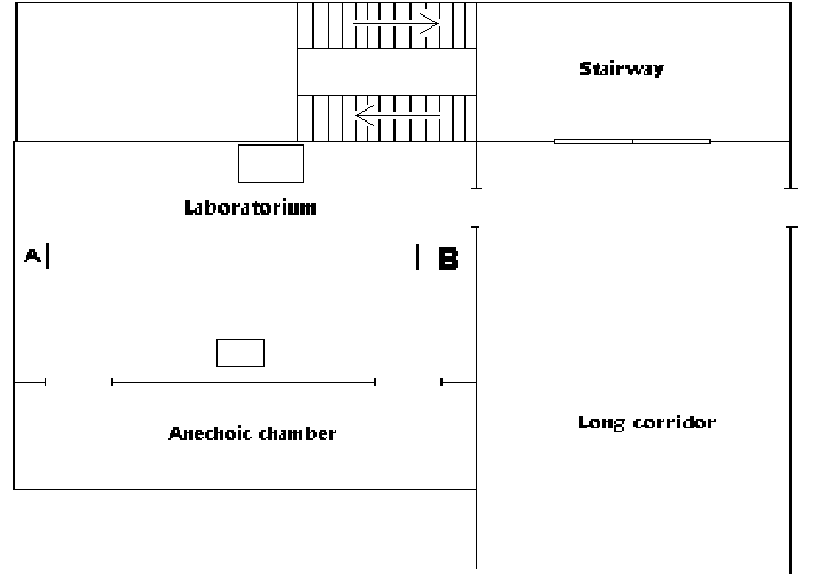 Stairway
Laboratorium
A
B
Long corridor
Anechoic chamber